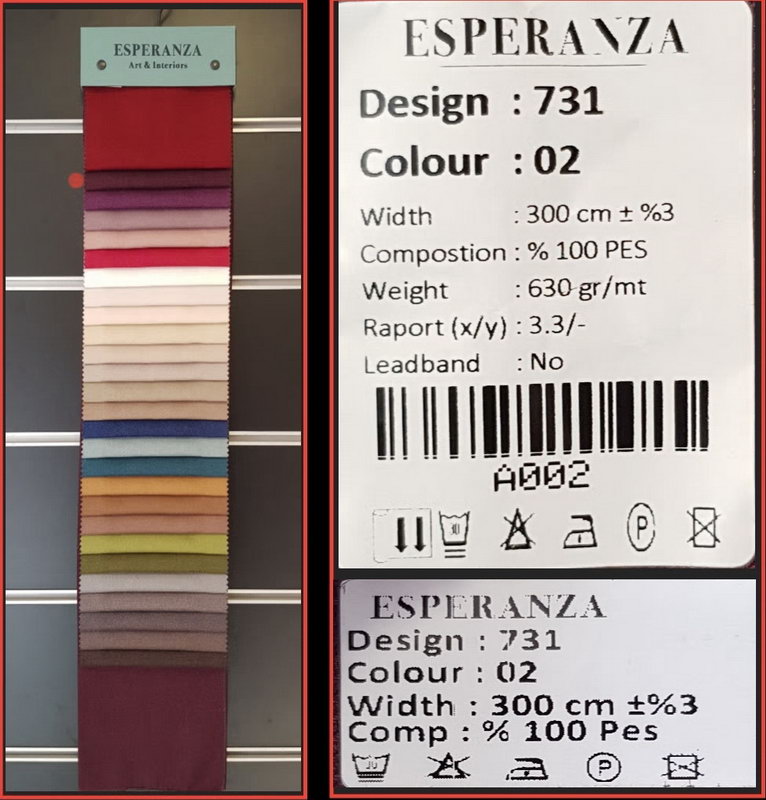 ESPERANZA
Art & Interiors
ESPERANZA
Design : 731
Colour : 02
Width : 300 cm ± %3
Compostion : % 100 PES
Weight : 630 gr/mt
Raport (x/y) : 3.3/-
Leadband : No
A002
30
P
ESPERANZA
Design : 731
Colour : 02
Width : 300 cm ±%3
Comp : % 100 Pes
P